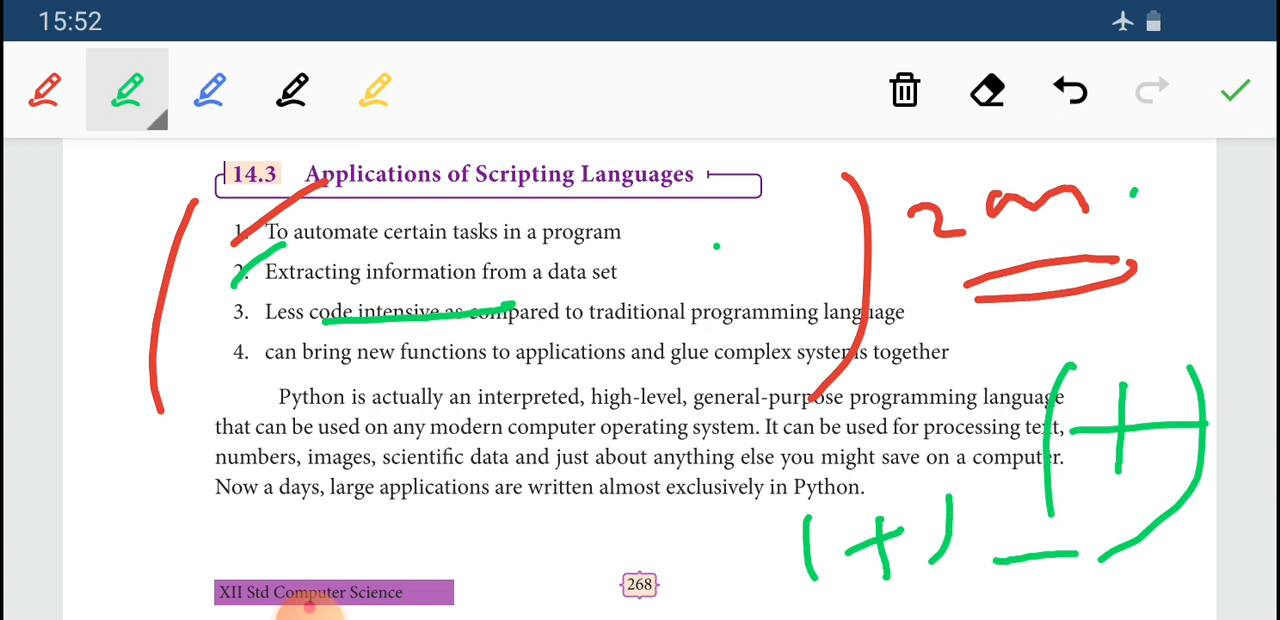 15:52
14.3 Applications of Scripting Languages
1. To automate certain tasks in a program
2. Extracting information from a data set
3. Less code intensive as compared to traditional programming language
4. can bring new functions to applications and glue complex systems together
2 m
Python is actually an interpreted, high-level, general-purpose programming language
that can be used on any modern computer operating system. It can be used for processing text,
numbers, images, scientific data and just about anything else you might save on a computer.
Now a days, large applications are written almost exclusively in Python.
(+)
(+) –
XII Std Computer Science
268